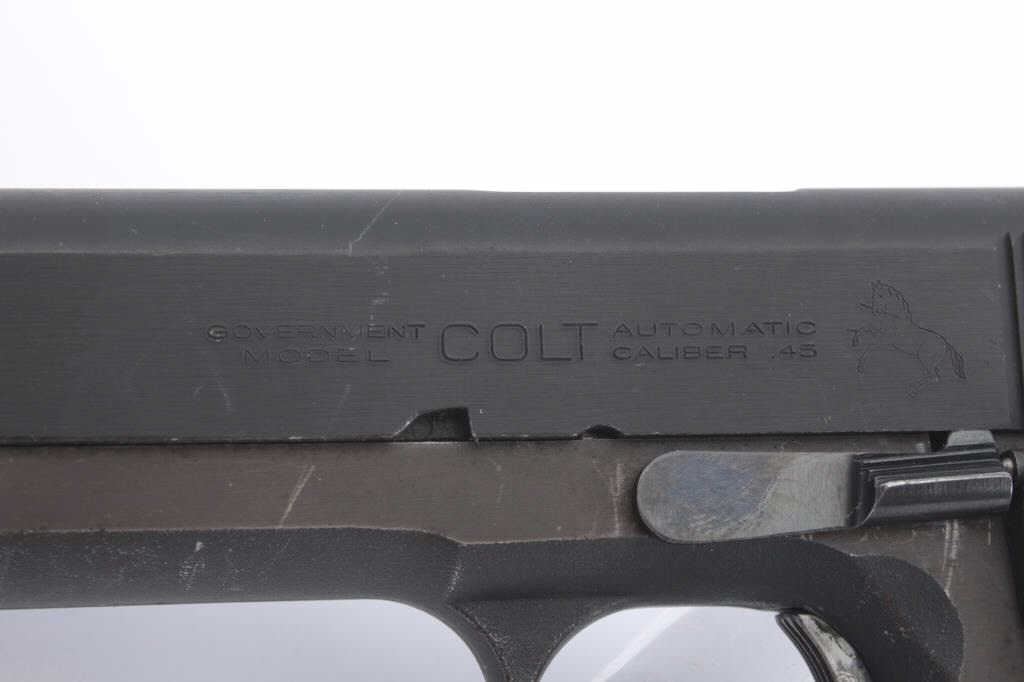 GOVERNMENT
MODEL
COLT
AUTOMATIC
CALIBER .45